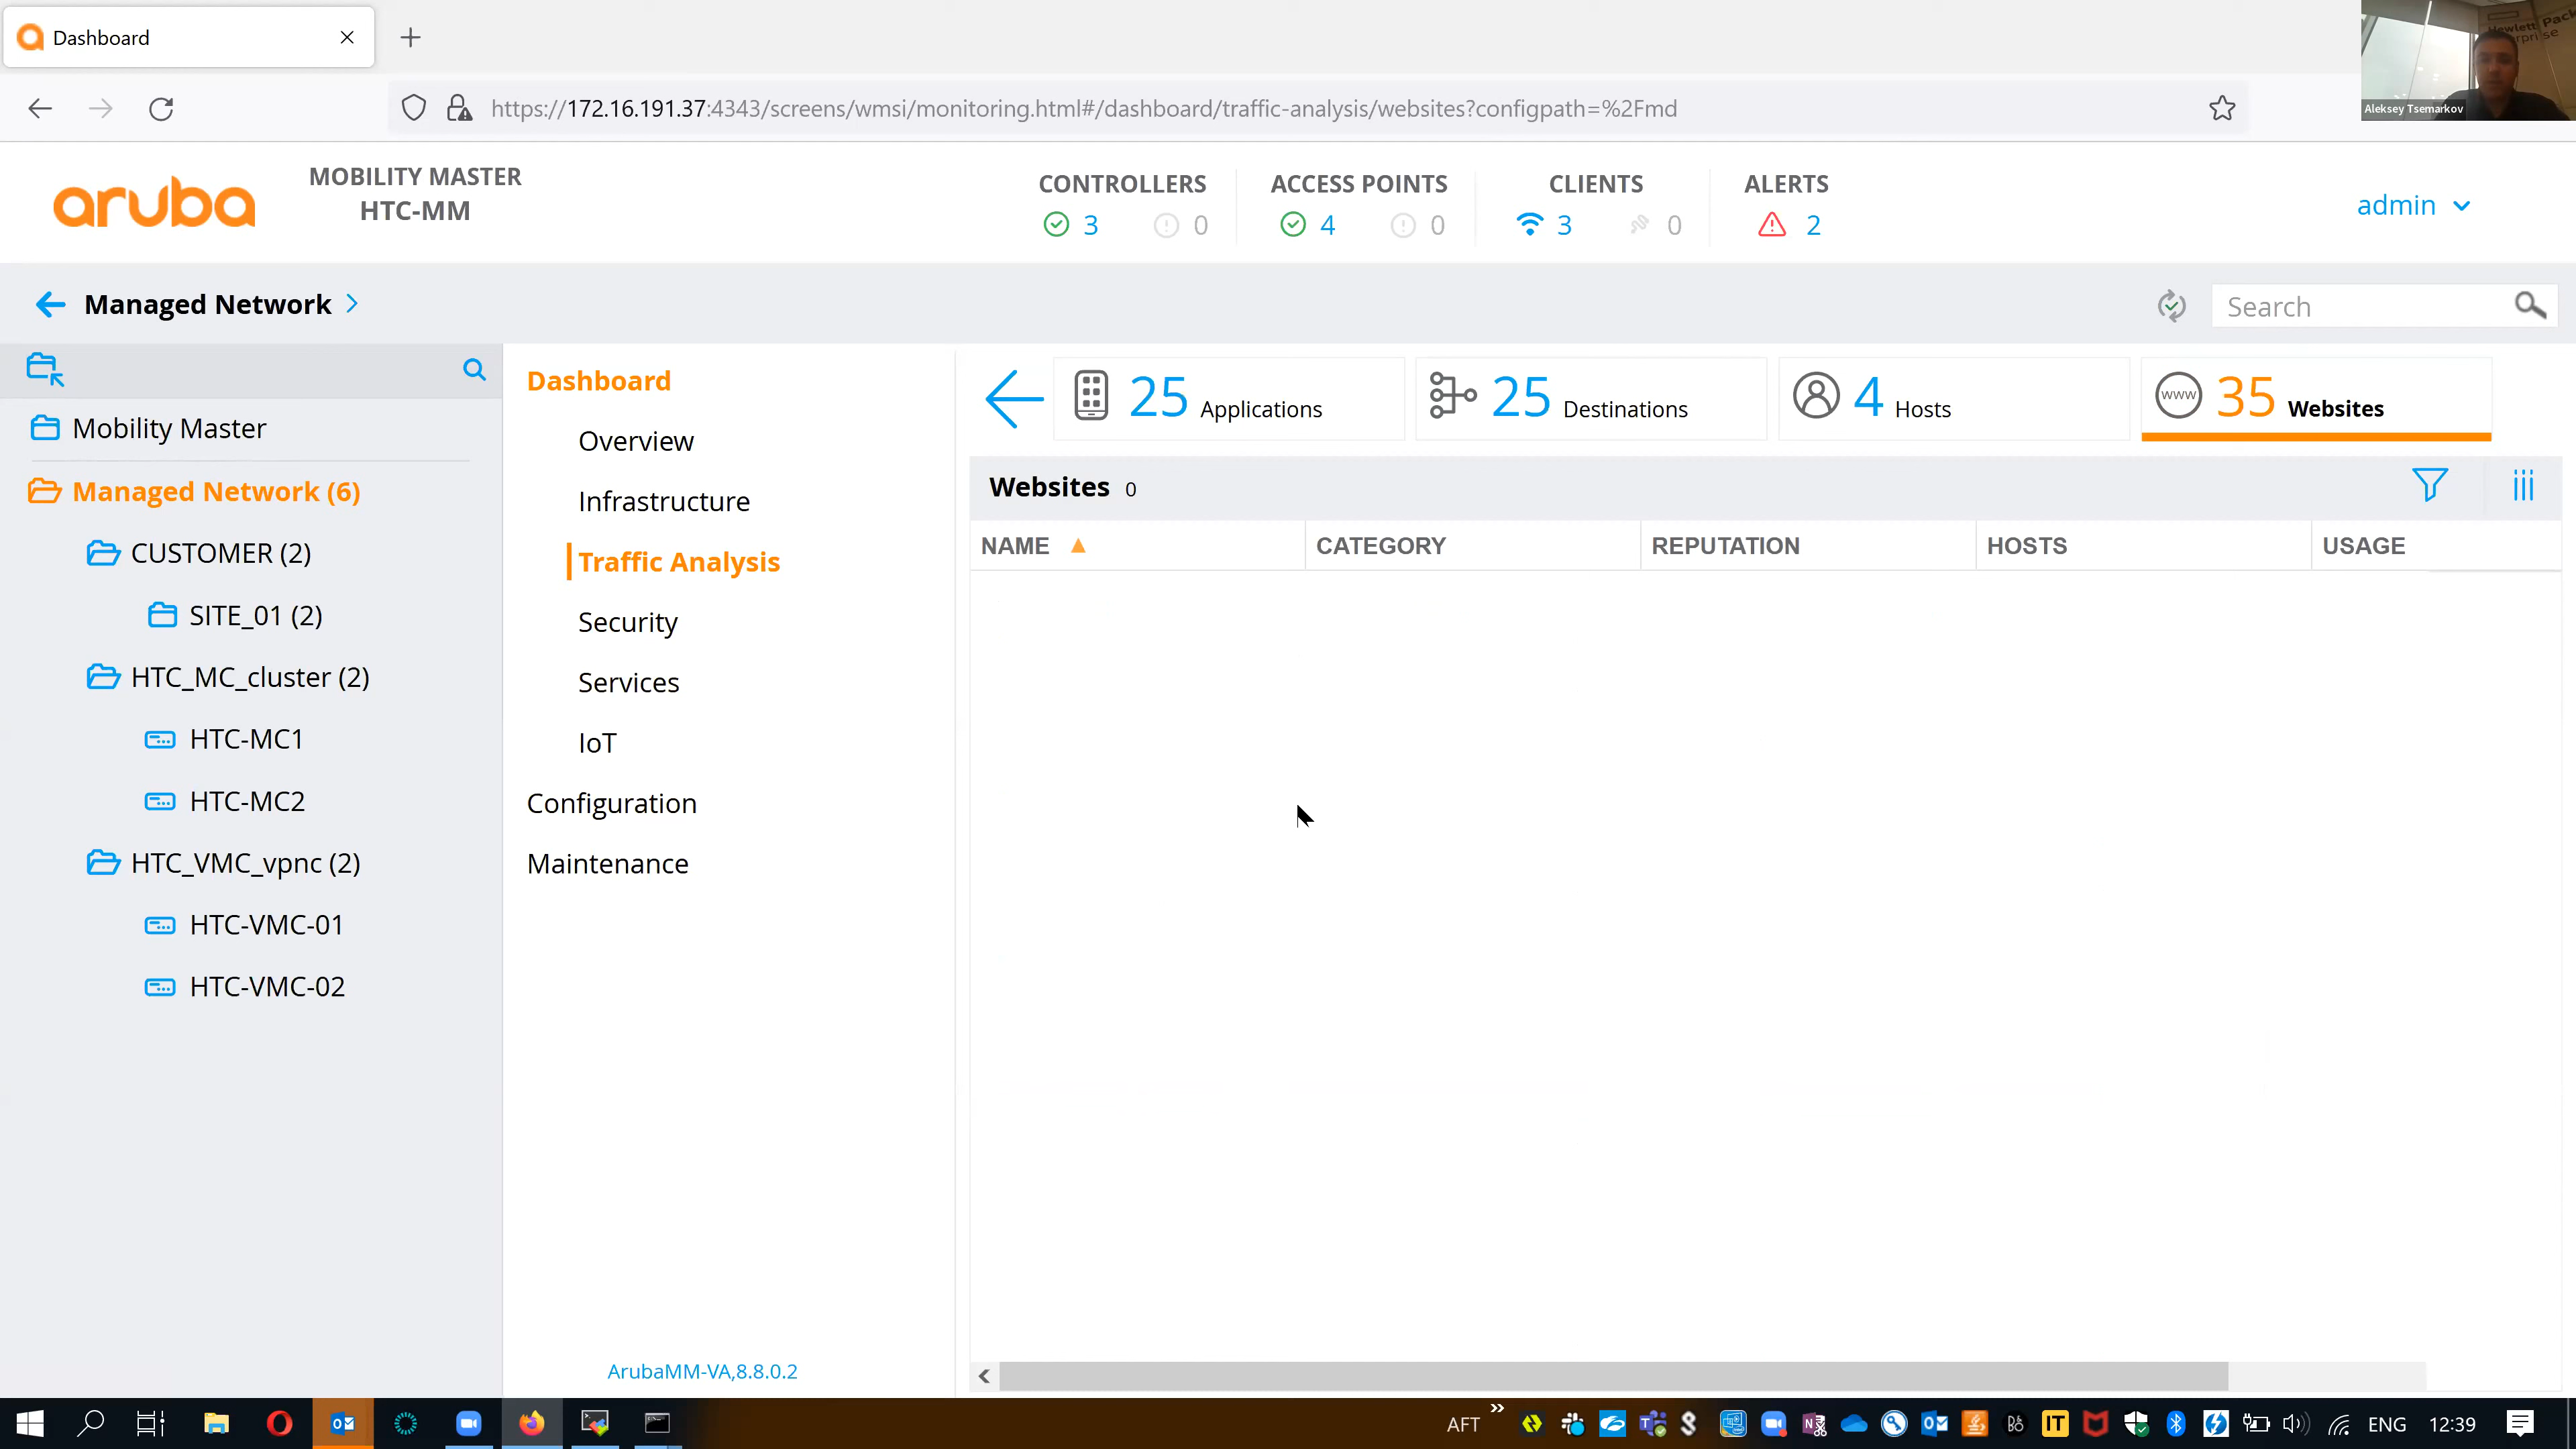 Dashboard
https://172.16.191.37:4343/screens/wmsi/monitoring.html#/dashboard/traffic-analysis/websites?configpath=%2Fmd
Hewlett Pack
Aleksey Tsemarkov
aruba
MOBILITY MASTER
HTC-MM
CONTROLLERS
3 0
ACCESS POINTS
4 0
CLIENTS
3 0
ALERTS
2
admin
Managed Network
Search
Mobility Master
Managed Network (6)
CUSTOMER (2)
SITE_01 (2)
HTC_MC_cluster (2)
HTC-MC1
HTC-MC2
HTC_VMC_vpnc (2)
HTC-VMC-01
HTC-VMC-02
Dashboard
Overview
Infrastructure
Traffic Analysis
Security
Services
IoT
Configuration
Maintenance
ArubaMM-VA,8.8.0.2
25 Applications
25 Destinations
4 Hosts
www 35 Websites
Websites 0
NAME CATEGORY REPUTATION HOSTS USAGE
AFT
IT
ENG
12:39